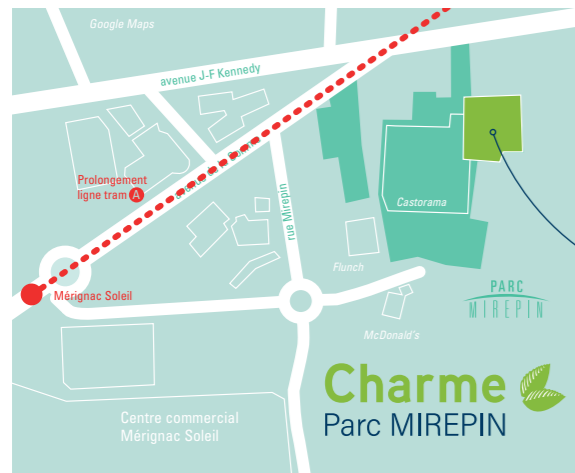 Google Maps
avenue J-F Kennedy
Prolongement
ligne tram A
rue Mirepin
Castorama
Flunch
Mérignac Soleil
PARC
MIREPIN
McDonald's
Charme
Parc MIREPIN
Centre commercial
Mérignac Soleil